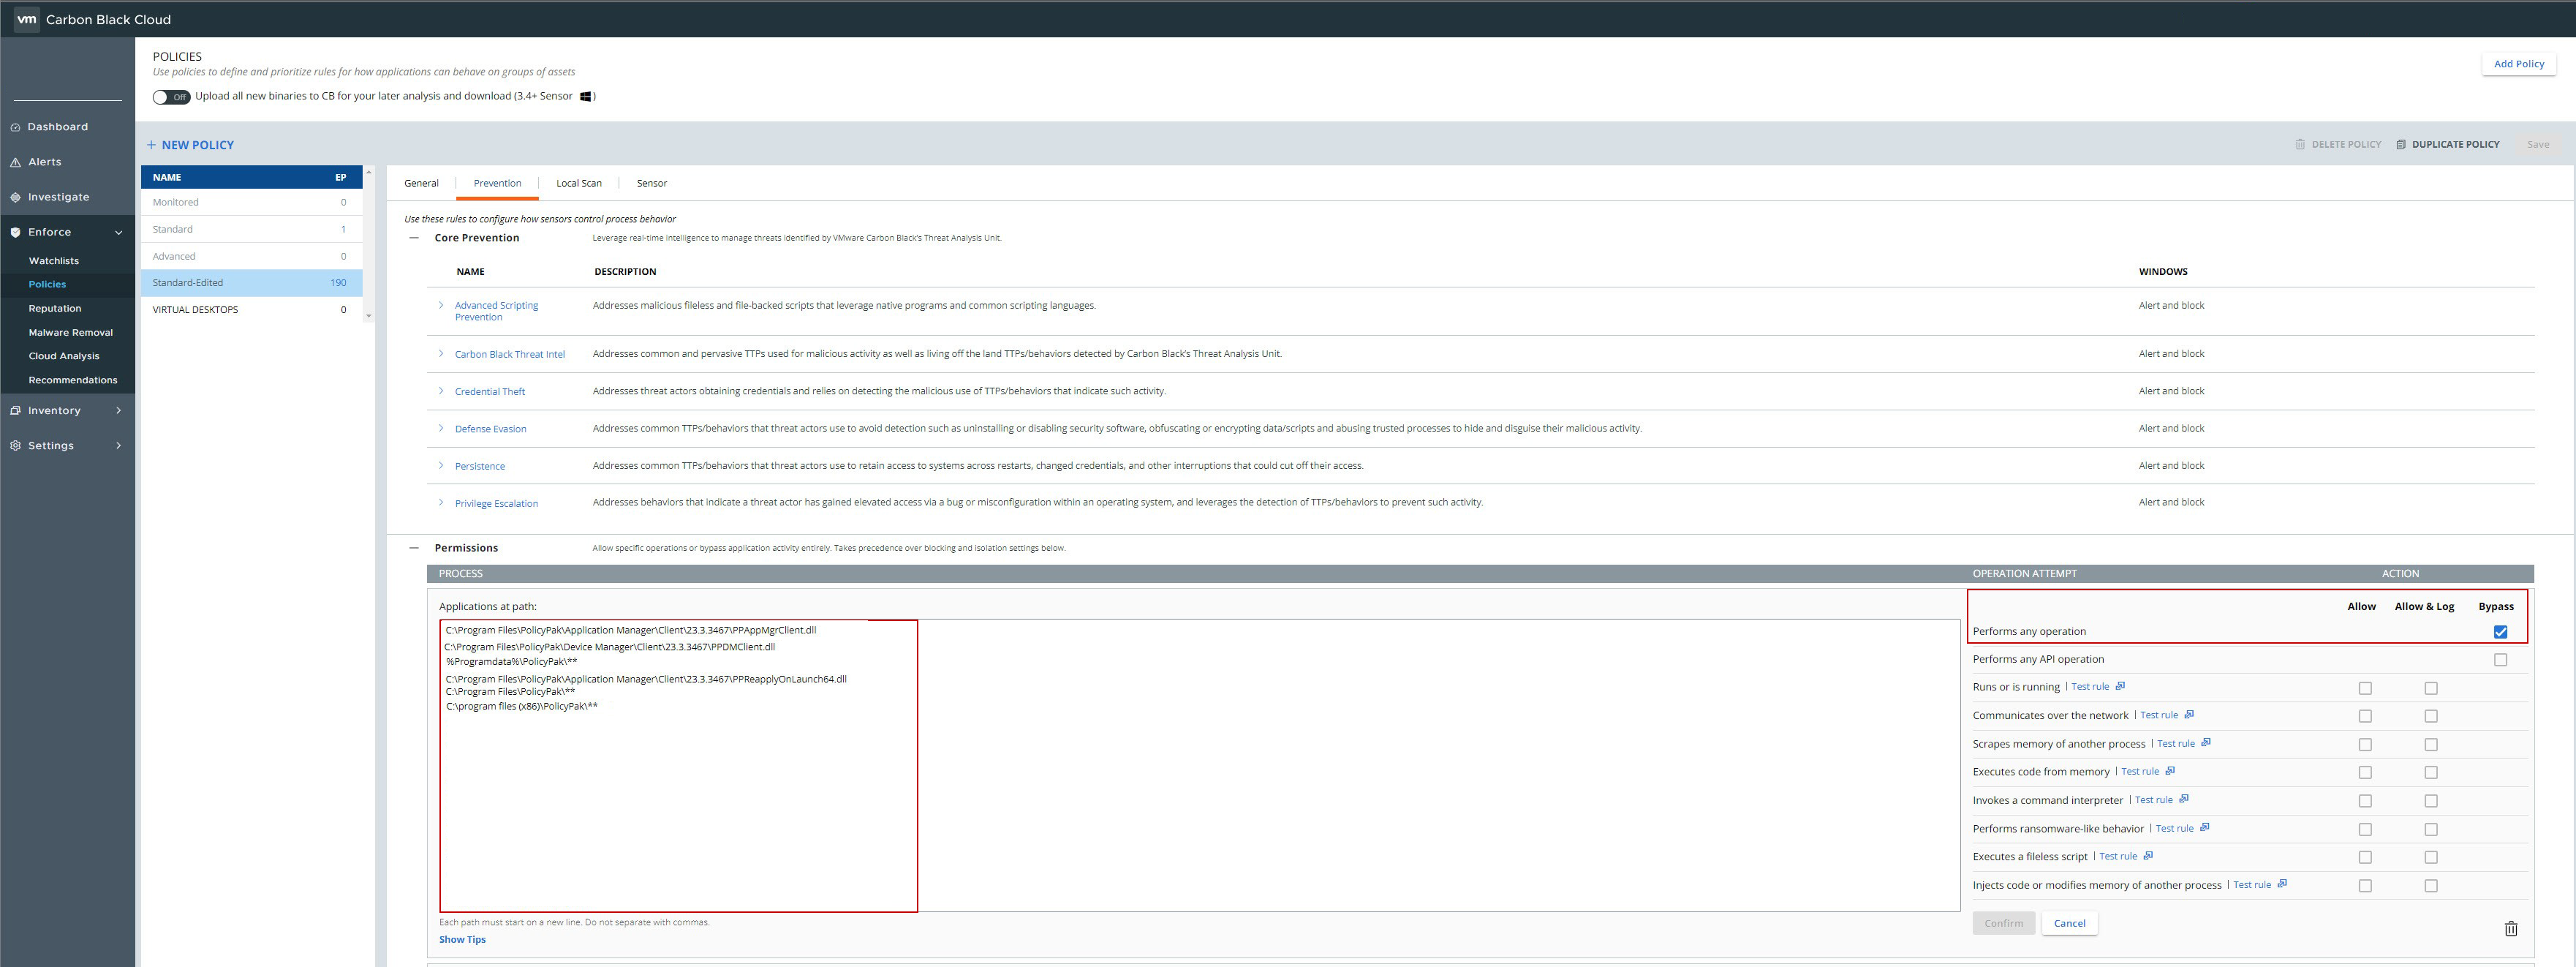 vm Carbon Black Cloud
POLICIES
Use policies to define and prioritize rules for how applications can behave on groups of assets
Add Policy
Off Upload all new binaries to CB for your later analysis and download (3.4+ Sensor )
Dashboard
Alerts
Investigate
Enforce
Watchlists
Policies
Reputation
Malware Removal
Cloud Analysis
Recommendations
Inventory
Settings
+ NEW POLICY
DELETE POLICY DUPLICATE POLICY Save
NAME EP
Monitored 0
Standard 1
Advanced 0
Standard-Edited 190
VIRTUAL DESKTOPS 0
General Prevention Local Scan Sensor
Use these rules to configure how sensors control process behavior
Core Prevention Leverage real-time intelligence to manage threats identified by VMware Carbon Black's Threat Analysis Unit.
NAME DESCRIPTION WINDOWS
Advanced Scripting Prevention Addresses malicious fileless and file-backed scripts that leverage native programs and common scripting languages. Alert and block
Carbon Black Threat Intel Addresses common and pervasive TTPs used for malicious activity as well as living off the land TTPs/behaviors detected by Carbon Black's Threat Analysis Unit. Alert and block
Credential Theft Addresses threat actors obtaining credentials and relies on detecting the malicious use of TTPs/behaviors that indicate such activity. Alert and block
Defense Evasion Addresses common TTPs/behaviors that threat actors use to avoid detection such as uninstalling or disabling security software, obfuscating or encrypting data/scripts and abusing trusted processes to hide and disguise their malicious activity. Alert and block
Persistence Addresses common TTPs/behaviors that threat actors use to retain access to systems across restarts, changed credentials, and other interruptions that could cut off their access. Alert and block
Privilege Escalation Addresses behaviors that indicate a threat actor has gained elevated access via a bug or misconfiguration within an operating system, and leverages the detection of TTPs/behaviors to prevent such activity. Alert and block
Permissions Allow specific operations or bypass application activity entirely. Takes precedence over blocking and isolation settings below.
PROCESS OPERATION ATTEMPT ACTION
Applications at path:
C:\Program Files\PolicyPak\Application Manager\Client\23.3.3467\PPAppMgrClient.dll
C:\Program Files\PolicyPak\Device Manager\Client\23.3.3467\PPDMClient.dll
%Programdata%\PolicyPak\**
C:\Program Files\PolicyPak\Application Manager\Client\23.3.3467\PPReapplyOnLaunch64.dll
C:\Program Files\PolicyPak\**
C:\program files (x86)\PolicyPak\**
Each path must start on a new line. Do not separate with commas.
Show Tips
Allow Allow & Log Bypass
Performs any operation
Performs any API operation
Runs or is running | Test rule
Communicates over the network | Test rule
Scrapes memory of another process | Test rule
Executes code from memory | Test rule
Invokes a command interpreter | Test rule
Performs ransomware-like behavior | Test rule
Executes a fileless script | Test rule
Injects code or modifies memory of another process | Test rule
Confirm Cancel